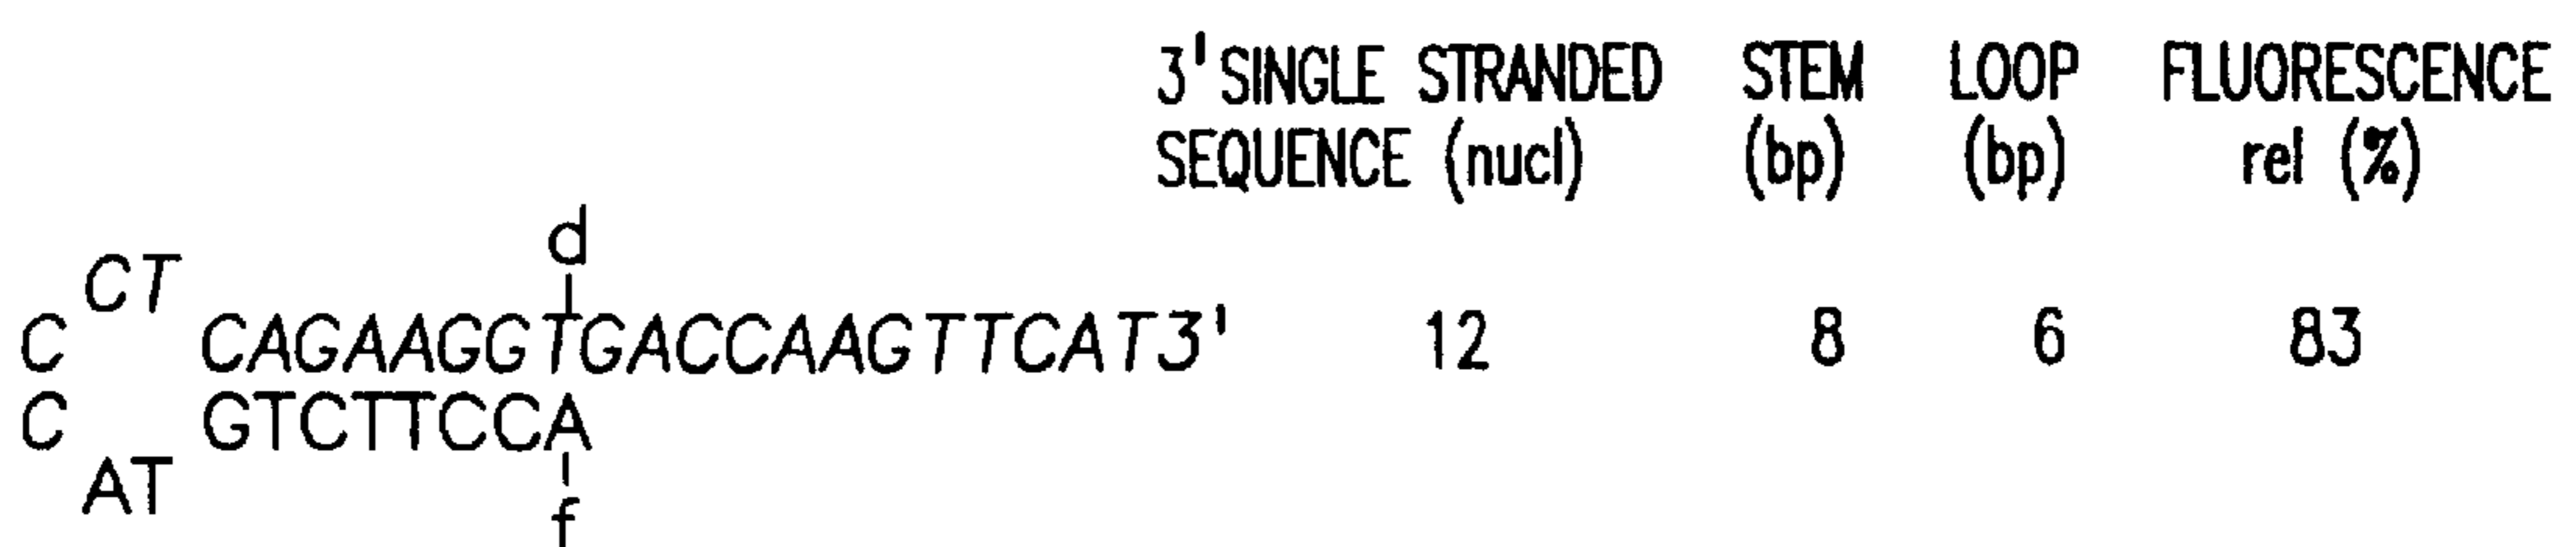 3' SINGLE STRANDED STEM LOOP FLUORESCENCE
SEQUENCE (nucl) (bp) (bp) rel (%)
d
CT
C CAGAAGGTGACCAAGTTCAT3' 12 8 6 83
C GTCTTCCA
AT
f